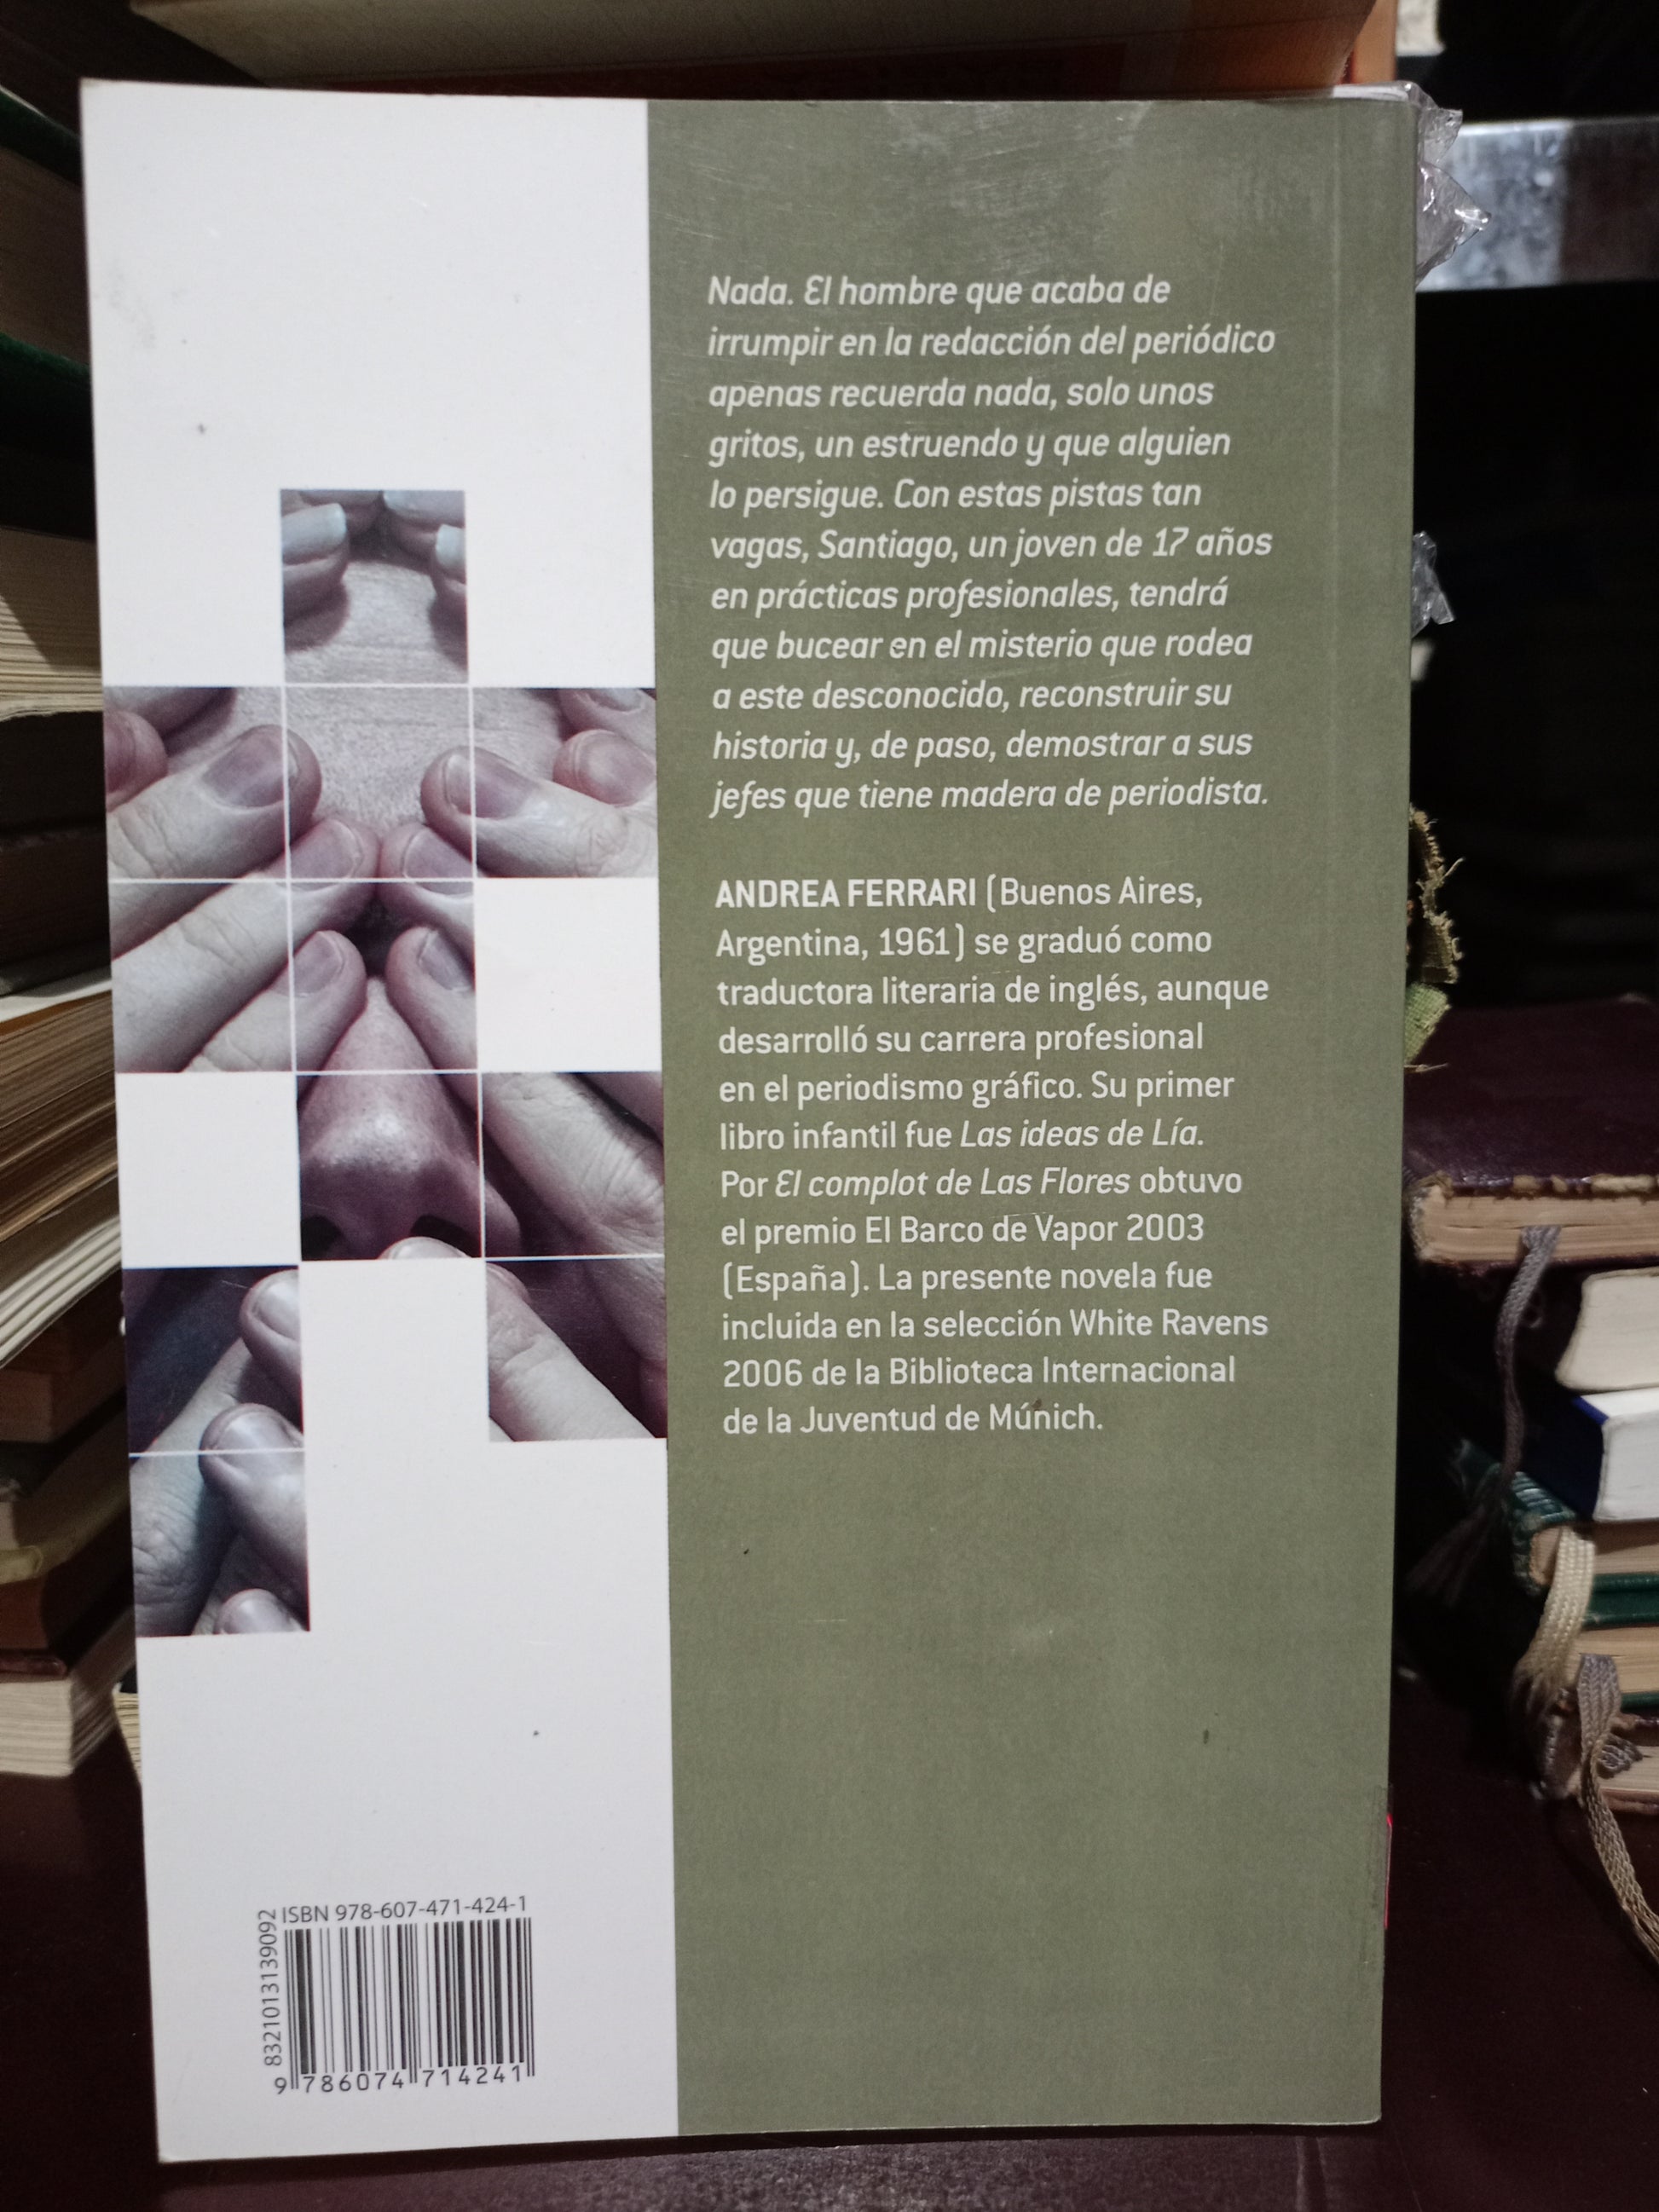 Nada. El hombre que acaba de
irrumpir en la redacción del periódico
apenas recuerda nada, solo unos
gritos, un estruendo y que alguien
lo persigue. Con estas pistas tan
vagas, Santiago, un joven de 17 años
en prácticas profesionales, tendrá
que bucear en el misterio que rodea
a este desconocido, reconstruir su
historia y, de paso, demostrar a sus
jefes que tiene madera de periodista.
ANDREA FERRARI (Buenos Aires,
Argentina, 1961) se graduó como
traductora literaria de inglés, aunque
desarrolló su carrera profesional
en el periodismo gráfico. Su primer
libro infantil fue Las ideas de Lía.
Por El complot de Las Flores obtuvo
el premio El Barco de Vapor 2003
(España). La presente novela fue
incluida en la selección White Ravens
2006 de la Biblioteca Internacional
de la Juventud de Múnich.
ISBN 978-607-471-424-1
8321013139092
9 786074 714241